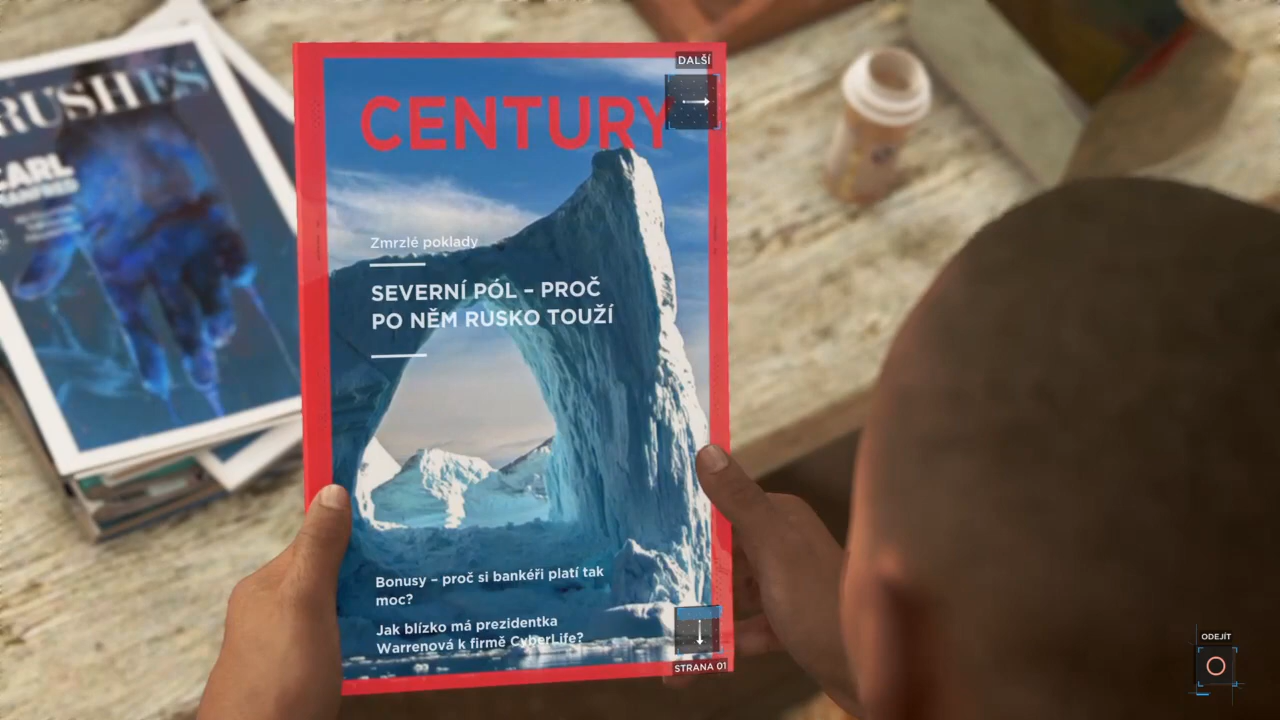 RUSHES
CARL
MANFRED
DALŠÍ
CENTURY
Zmrzlé poklady
SEVERNÍ PÓL – PROČ
PO NĚM RUSKO TOUŽÍ
Bonusy – proč si bankéři platí tak
moc?
Jak blízko má prezidentka
Warrenová k firmě CyberLife?
STRANA 01
ODEJÍT